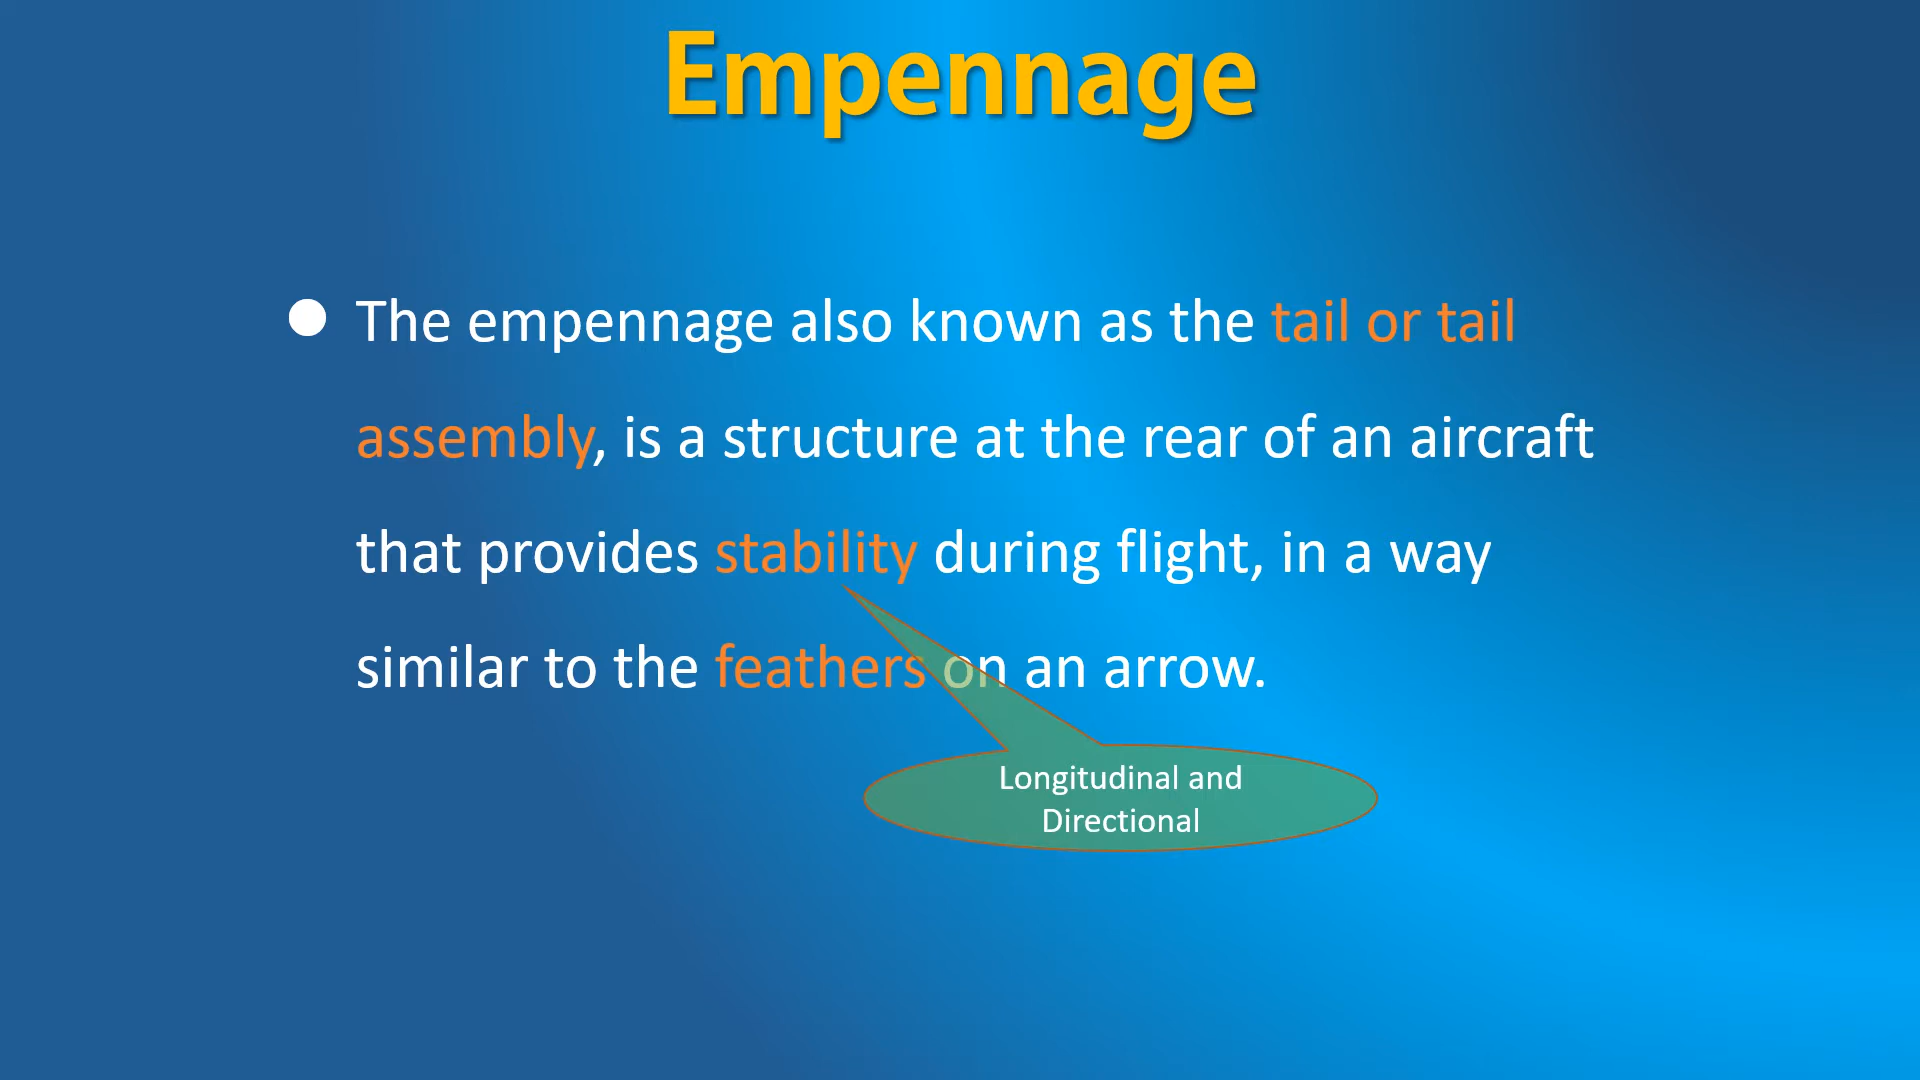 Empennage
The empennage also known as the tail or tail
assembly, is a structure at the rear of an aircraft
that provides stability during flight, in a way
similar to the feathers on an arrow.
Longitudinal and
Directional